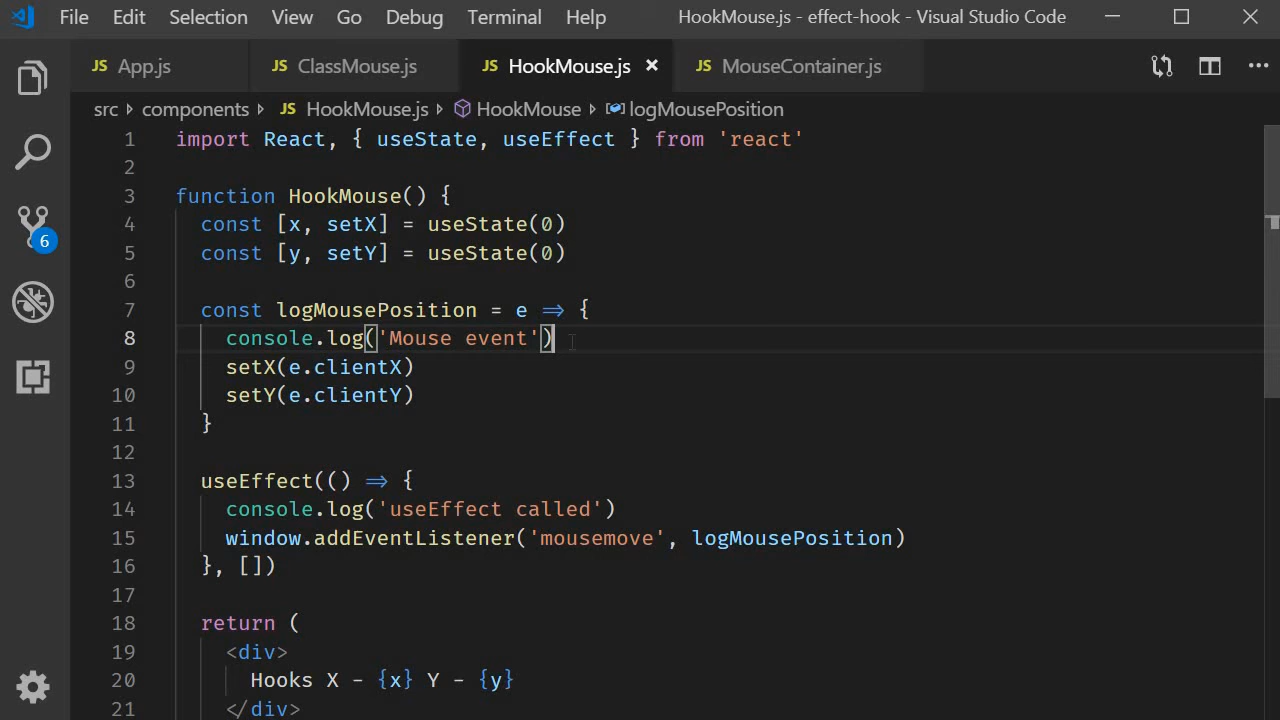 File Edit Selection View Go Debug Terminal Help HookMouse.js - effect-hook - Visual Studio Code
JS App.js JS ClassMouse.js JS HookMouse.js × JS MouseContainer.js
src > components > JS HookMouse.js > HookMouse > logMousePosition
6
1 import React, { useState, useEffect } from 'react'
2
3 function HookMouse() {
4 const [x, setX] = useState(0)
5 const [y, setY] = useState(0)
6
7 const logMousePosition = e => {
8 console.log('Mouse event')
9 setX(e.clientX)
10 setY(e.clientY)
11 }
12
13 useEffect(() => {
14 console.log('useEffect called')
15 window.addEventListener('mousemove', logMousePosition)
16 }, [])
17
18 return (
19 <div>
20 Hooks X - {x} Y - {y}
21 </div>